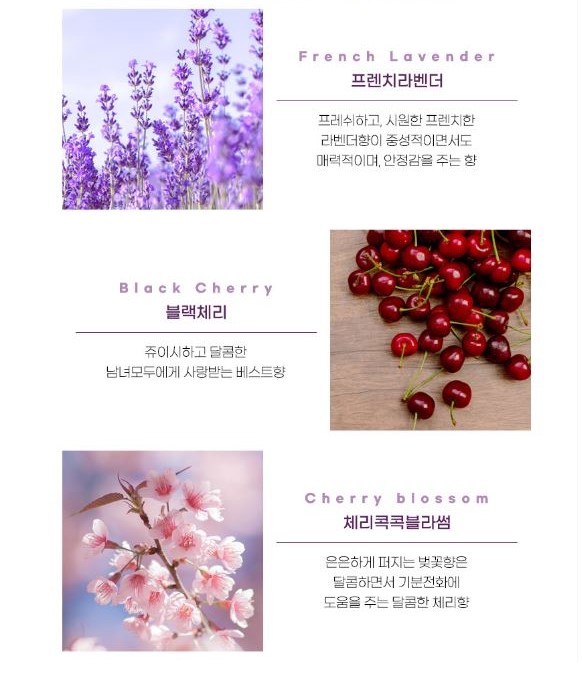 French Lavender
프렌치라벤더
프레쉬하고, 시원한 프렌치한
라벤더향이 중성적이면서도
매력적이며, 안정감을 주는 향
Black Cherry
블랙체리
쥬이시하고 달콤한
남녀모두에게 사랑받는 베스트향
Cherry blossom
체리콕콕블라썸
은은하게 퍼지는 벚꽃향은
달콤하면서 기분전화에
도움을 주는 달콤한 체리향